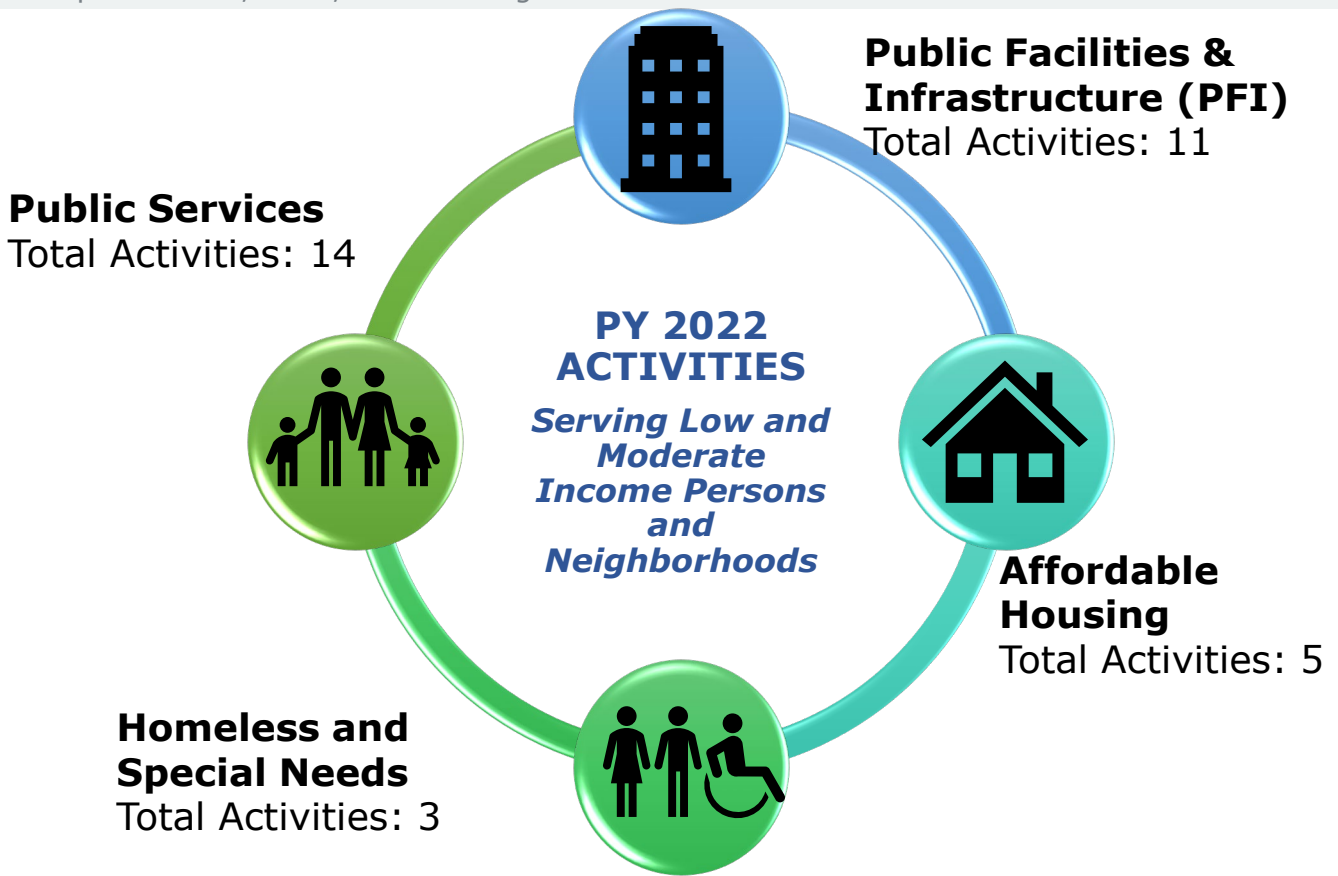 Public Facilities &
Infrastructure (PFI)
Total Activities: 11
Public Services
Total Activities: 14
PY 2022
ACTIVITIES
Serving Low and
Moderate
Income Persons
and
Neighborhoods
Affordable
Housing
Total Activities: 5
Homeless and
Special Needs
Total Activities: 3